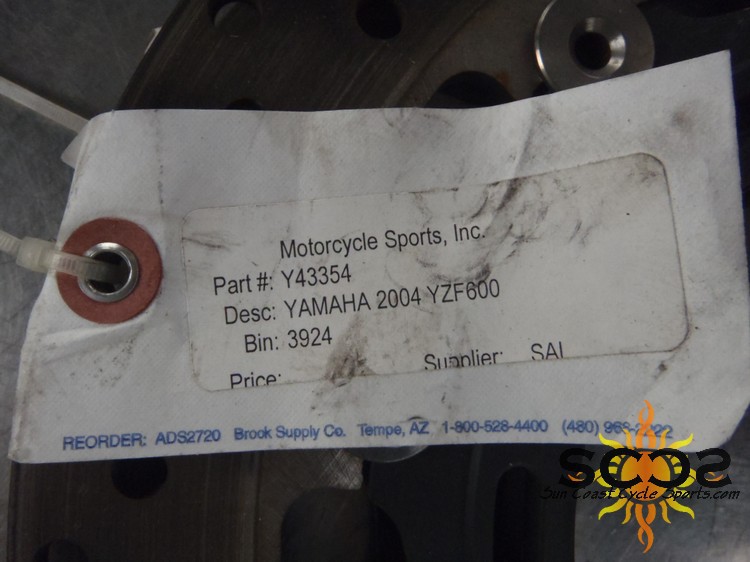 Motorcycle Sports, Inc.
Part #: Y43354
Desc: YAMAHA 2004 YZF600
Bin: 3924
Price: Supplier: SAL
REORDER: ADS2720 Brook Supply Co. Tempe, AZ 1-800-528-4400 (480)
SCCS
Sun Coast Cycle Sports.com